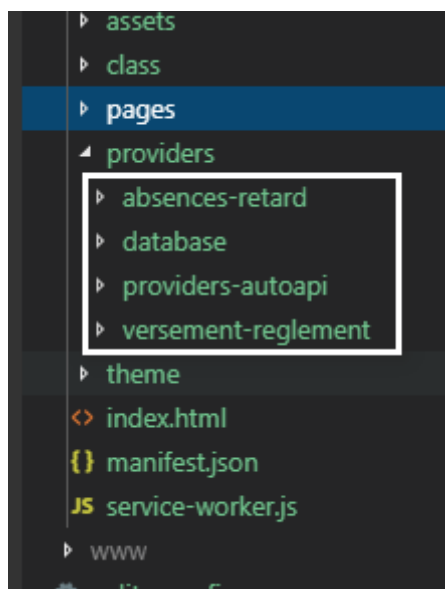 assets
class
pages
providers
absences-retard
database
providers-autoapi
versement-reglement
theme
<> index.html
{} manifest.json
JS service-worker.js
www